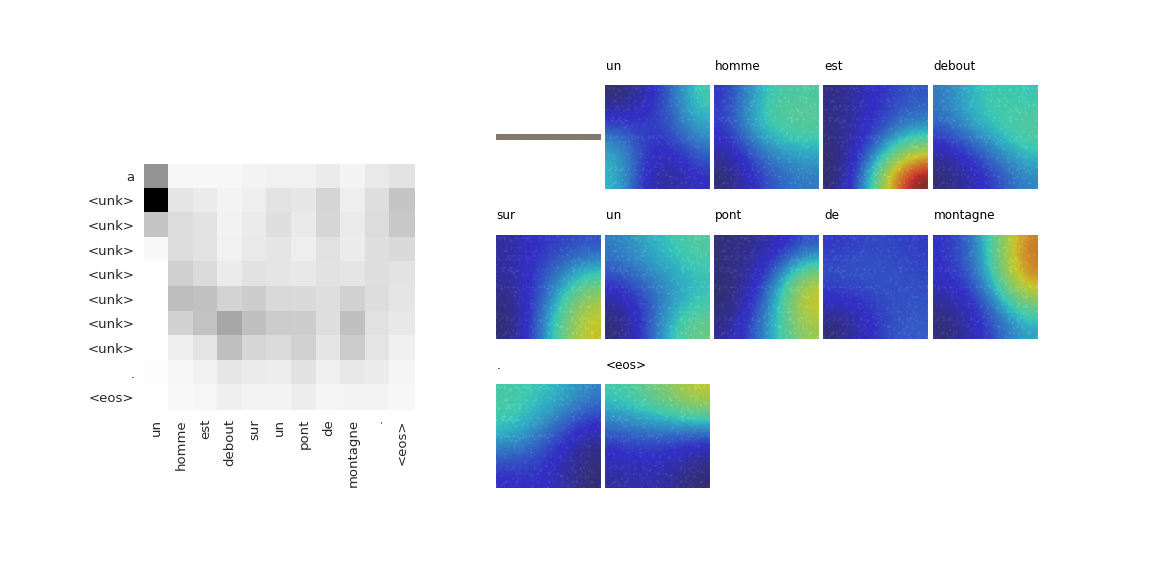 a
<unk>
<unk>
<unk>
<unk>
<unk>
<unk>
<unk>
.
<eos>
un homme est debout sur un pont de montagne . <eos>
un homme est debout
sur un pont de montagne
. <eos>